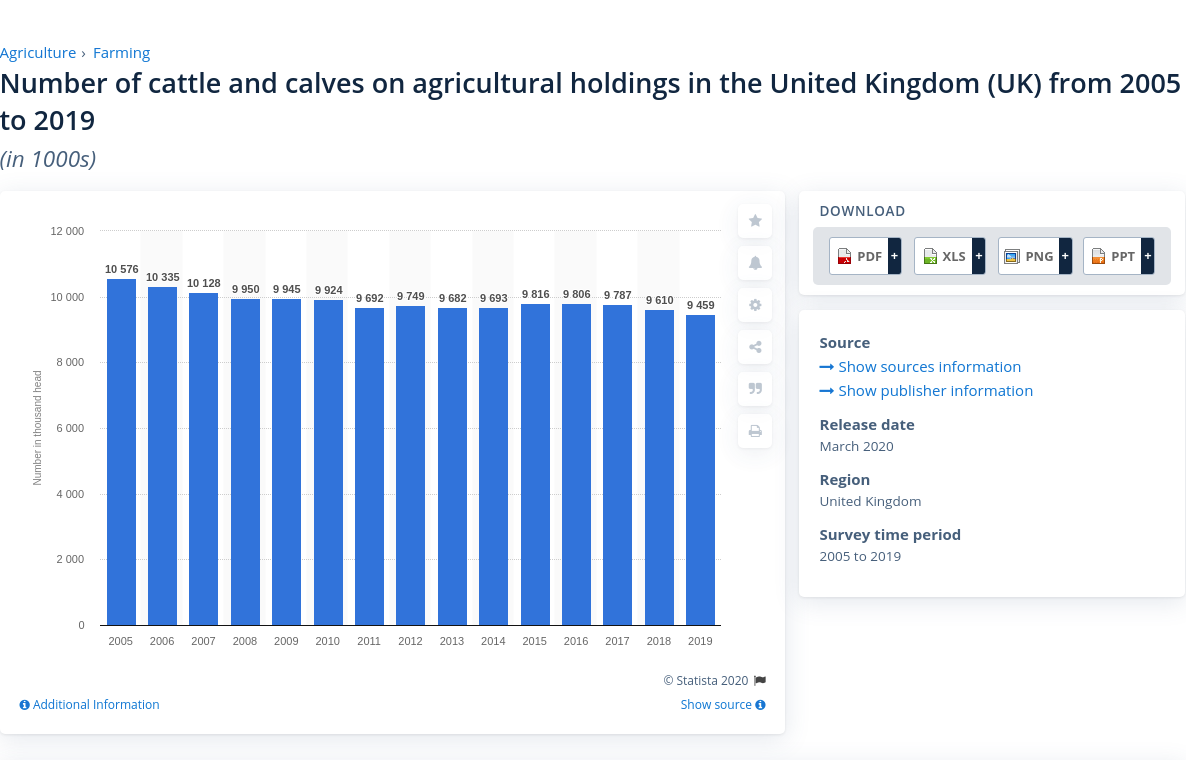 Agriculture › Farming
Number of cattle and calves on agricultural holdings in the United Kingdom (UK) from 2005
to 2019
(in 1000s)
12 000
10 000
8 000
6 000
4 000
2 000
0
Number in thousand head
10 576
10 335
10 128
9 950
9 945
9 924
9 692
9 749
9 682
9 693
9 816
9 806
9 787
9 610
9 459
2005 2006 2007 2008 2009 2010 2011 2012 2013 2014 2015 2016 2017 2018 2019
© Statista 2020
Additional Information
Show source
DOWNLOAD
PDF + XLS + PNG + PPT +
Source
Show sources information
Show publisher information
Release date
March 2020
Region
United Kingdom
Survey time period
2005 to 2019